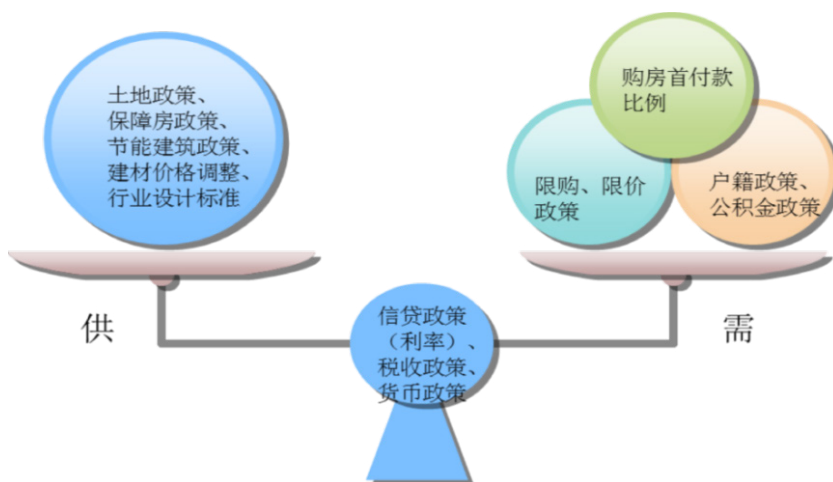 土地政策、
保障房政策、
节能建筑政策、
建材价格调整、
行业设计标准
购房首付款
比例
限购、限价
政策
户籍政策、
公积金政策
供
信贷政策
（利率）、
税收政策、
货币政策
需